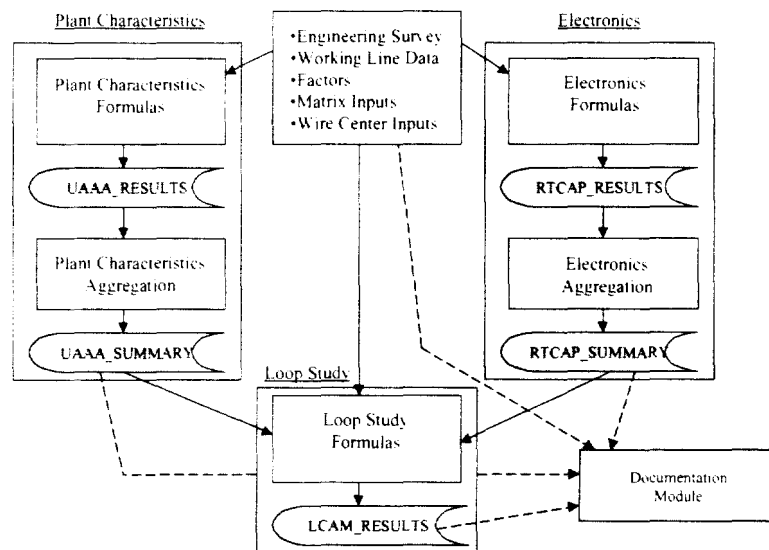 Plant Characteristics
Electronics
•Engineering Survey
•Working Line Data
•Factors
•Matrix Inputs
•Wire Center Inputs
Plant Characteristics
Formulas
Electronics
Formulas
UAAA_RESULTS
RTCAP_RESULTS
Plant Characteristics
Aggregation
Electronics
Aggregation
UAAA_SUMMARY
RTCAP_SUMMARY
Loop Study
Loop Study
Formulas
Documentation
Module
LCAM_RESULTS